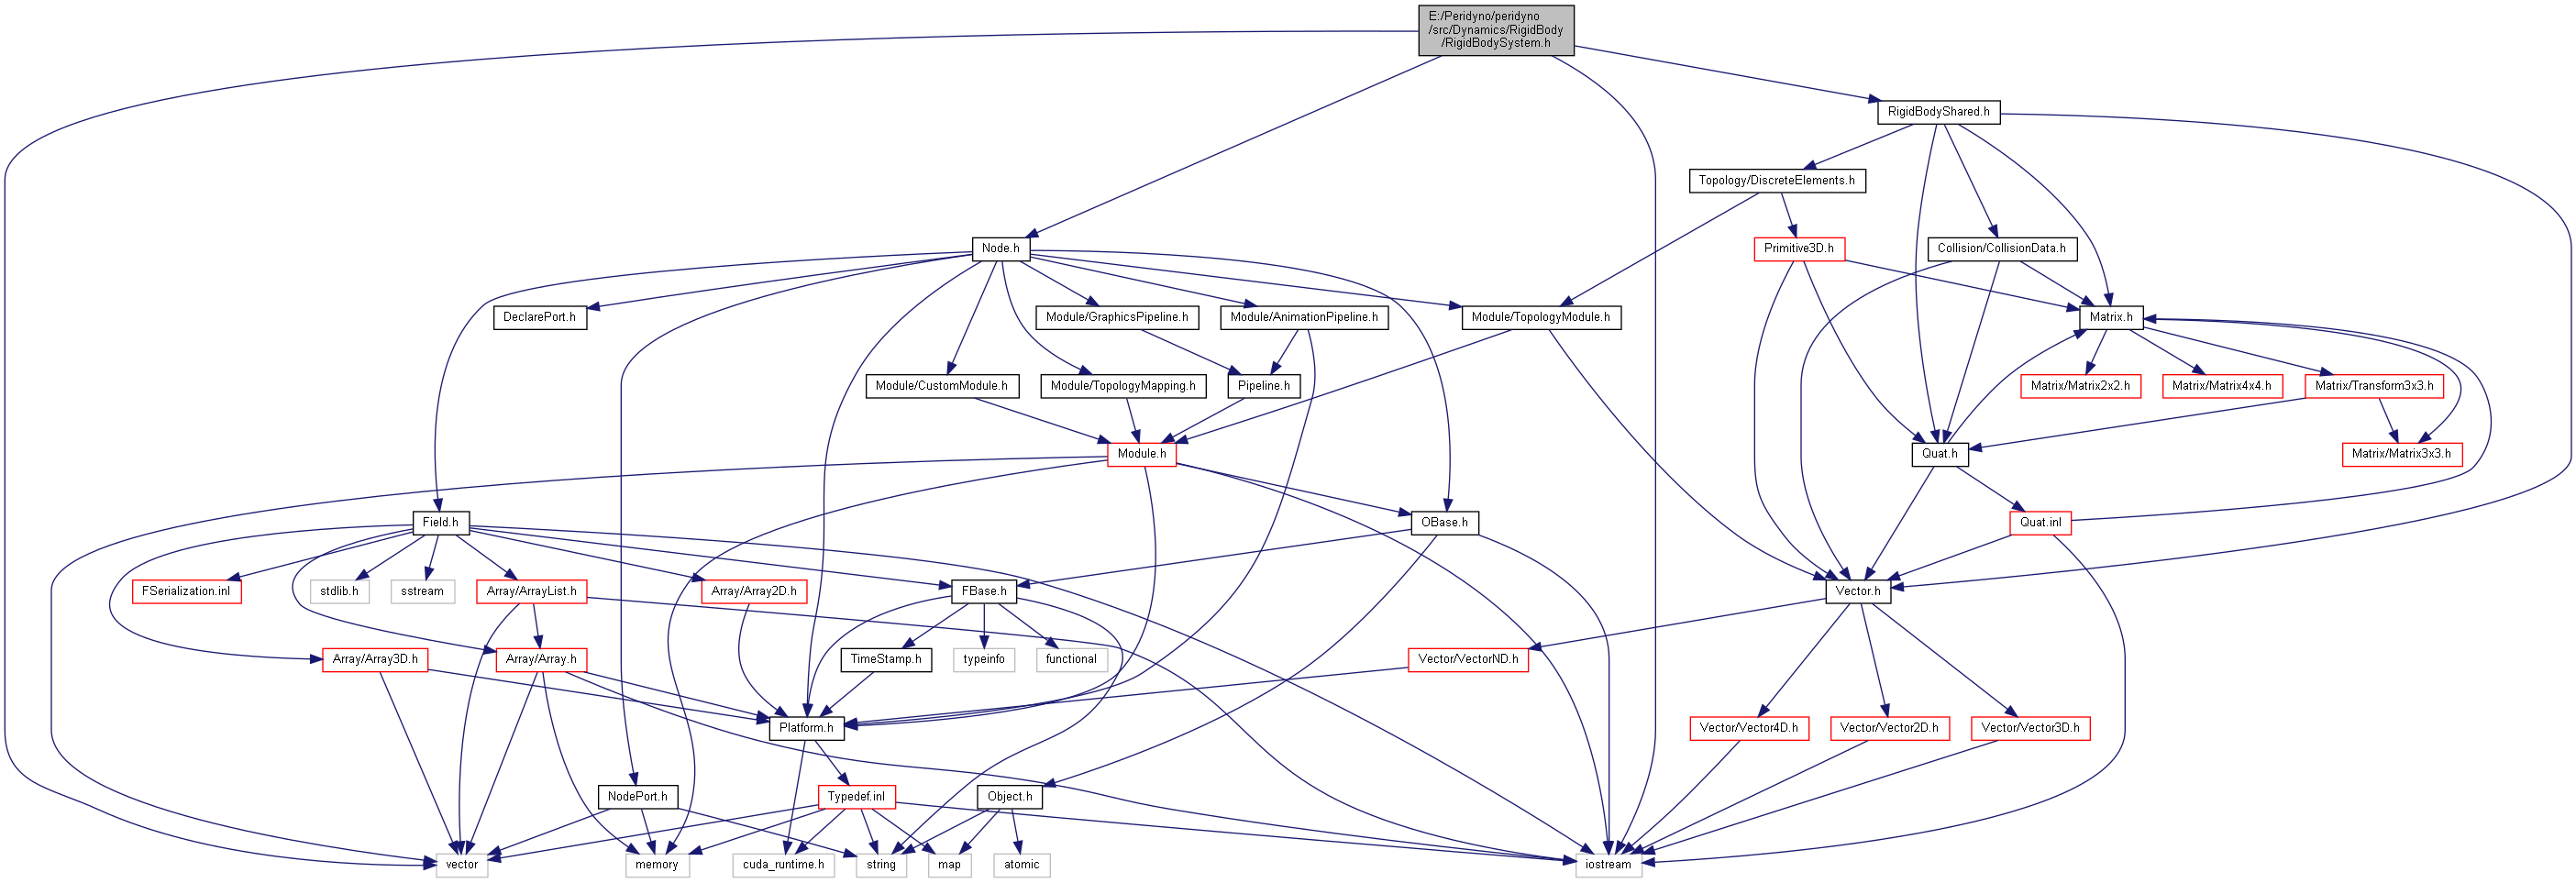 E:/Peridyno/peridyno
/src/Dynamics/RigidBody
/RigidBodySystem.h
RigidBodyShared.h
Topology/DiscreteElements.h
Node.h
Primitive3D.h
Collision/CollisionData.h
DeclarePort.h
Module/GraphicsPipeline.h
Module/AnimationPipeline.h
Module/TopologyModule.h
Matrix.h
Module/CustomModule.h
Module/TopologyMapping.h
Pipeline.h
Matrix/Matrix2x2.h
Matrix/Matrix4x4.h
Matrix/Transform3x3.h
Module.h
Quat.h
Matrix/Matrix3x3.h
Field.h
OBase.h
Quat.inl
FSerialization.inl
stdlib.h
sstream
Array/ArrayList.h
Array/Array2D.h
FBase.h
Vector.h
Array/Array3D.h
Array/Array.h
TimeStamp.h
typeinfo
functional
Vector/VectorND.h
Platform.h
Vector/Vector4D.h
Vector/Vector2D.h
Vector/Vector3D.h
NodePort.h
Typedef.inl
Object.h
vector
memory
cuda_runtime.h
string
map
atomic
iostream